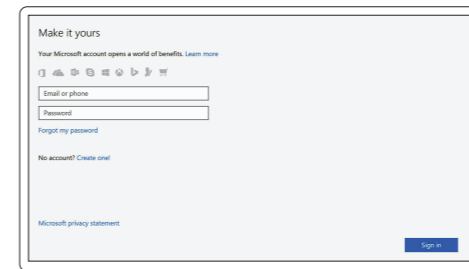 Make it yours
Your Microsoft account opens a world of benefits. Learn more
Email or phone
Password
Forgot my password
No account? Create one!
Microsoft privacy statement
Sign in